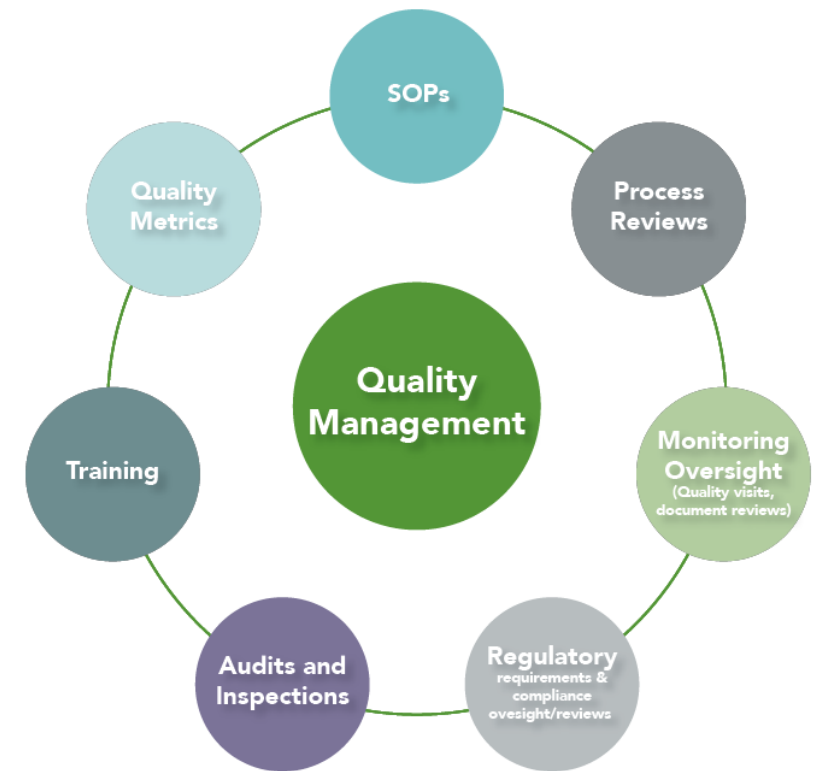 SOPs
Process
Reviews
Monitoring
Oversight
(Quality visits,
document reviews)
Regulatory
requirements &
compliance
ovesight/reviews
Audits and
Inspections
Training
Quality
Metrics
Quality
Management